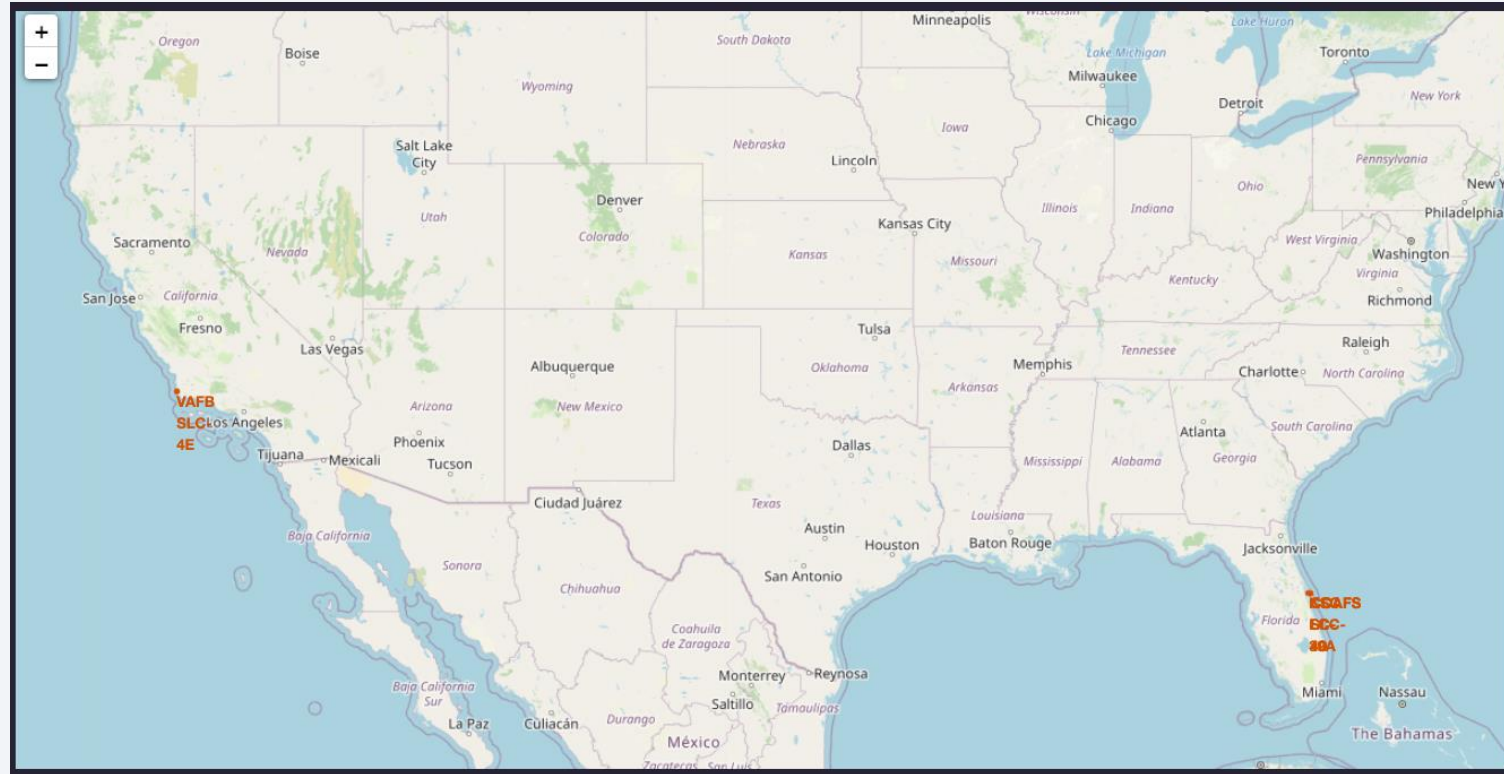 +
−
Oregon
Boise
South Dakota
Minneapolis
Wisconsin
Lake Huron
Toronto
Lake Michigan
Milwaukee
Wyoming
Detroit
New York
Chicago
Iowa
Salt Lake
City
Nebraska
Lincoln
Pennsylvania
New Y
Ohio
Denver
Utah
Colorado
Illinois
Indiana
Philadelphia
Kansas City
Sacramento
Nevada
Kansas
Missouri
West Virginia
Washington
Virginia
Kentucky
San Jose
California
Richmond
Fresno
Las Vegas
Tulsa
Raleigh
Tennessee
Albuquerque
Oklahoma
Memphis
Charlotte
North Carolina
Arkansas
VAFB
SLC-
4E
Los Angeles
Arizona
New Mexico
Phoenix
Dallas
Atlanta
South Carolina
Tijuana
Mexicali
Tucson
Mississippi
Alabama
Georgia
Ciudad Juárez
Texas
Louisiana
Baja California
Austin
Houston
Baton Rouge
Jacksonville
Sonora
San Antonio
Chihuahua
Florida
Coahuila
de Zaragoza
Monterrey
Reynosa
Baja California
Sur
Saltillo
Tamaulipas
Miami
Nassau
La Paz
Culiacán
Durango
The Bahamas
México
Zacatecas
San Luis